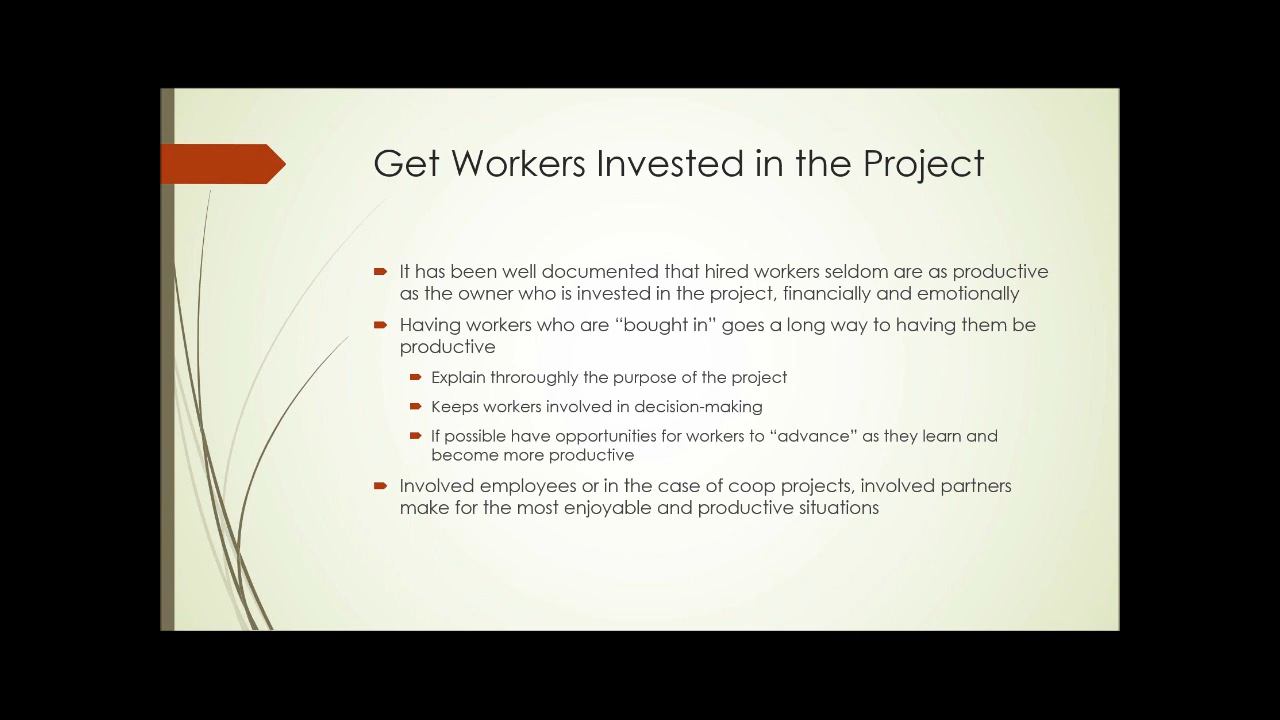 Get Workers Invested in the Project
It has been well documented that hired workers seldom are as productive
as the owner who is invested in the project, financially and emotionally
Having workers who are “bought in” goes a long way to having them be
productive
Explain throroughly the purpose of the project
Keeps workers involved in decision-making
If possible have opportunities for workers to “advance” as they learn and
become more productive
Involved employees or in the case of coop projects, involved partners
make for the most enjoyable and productive situations